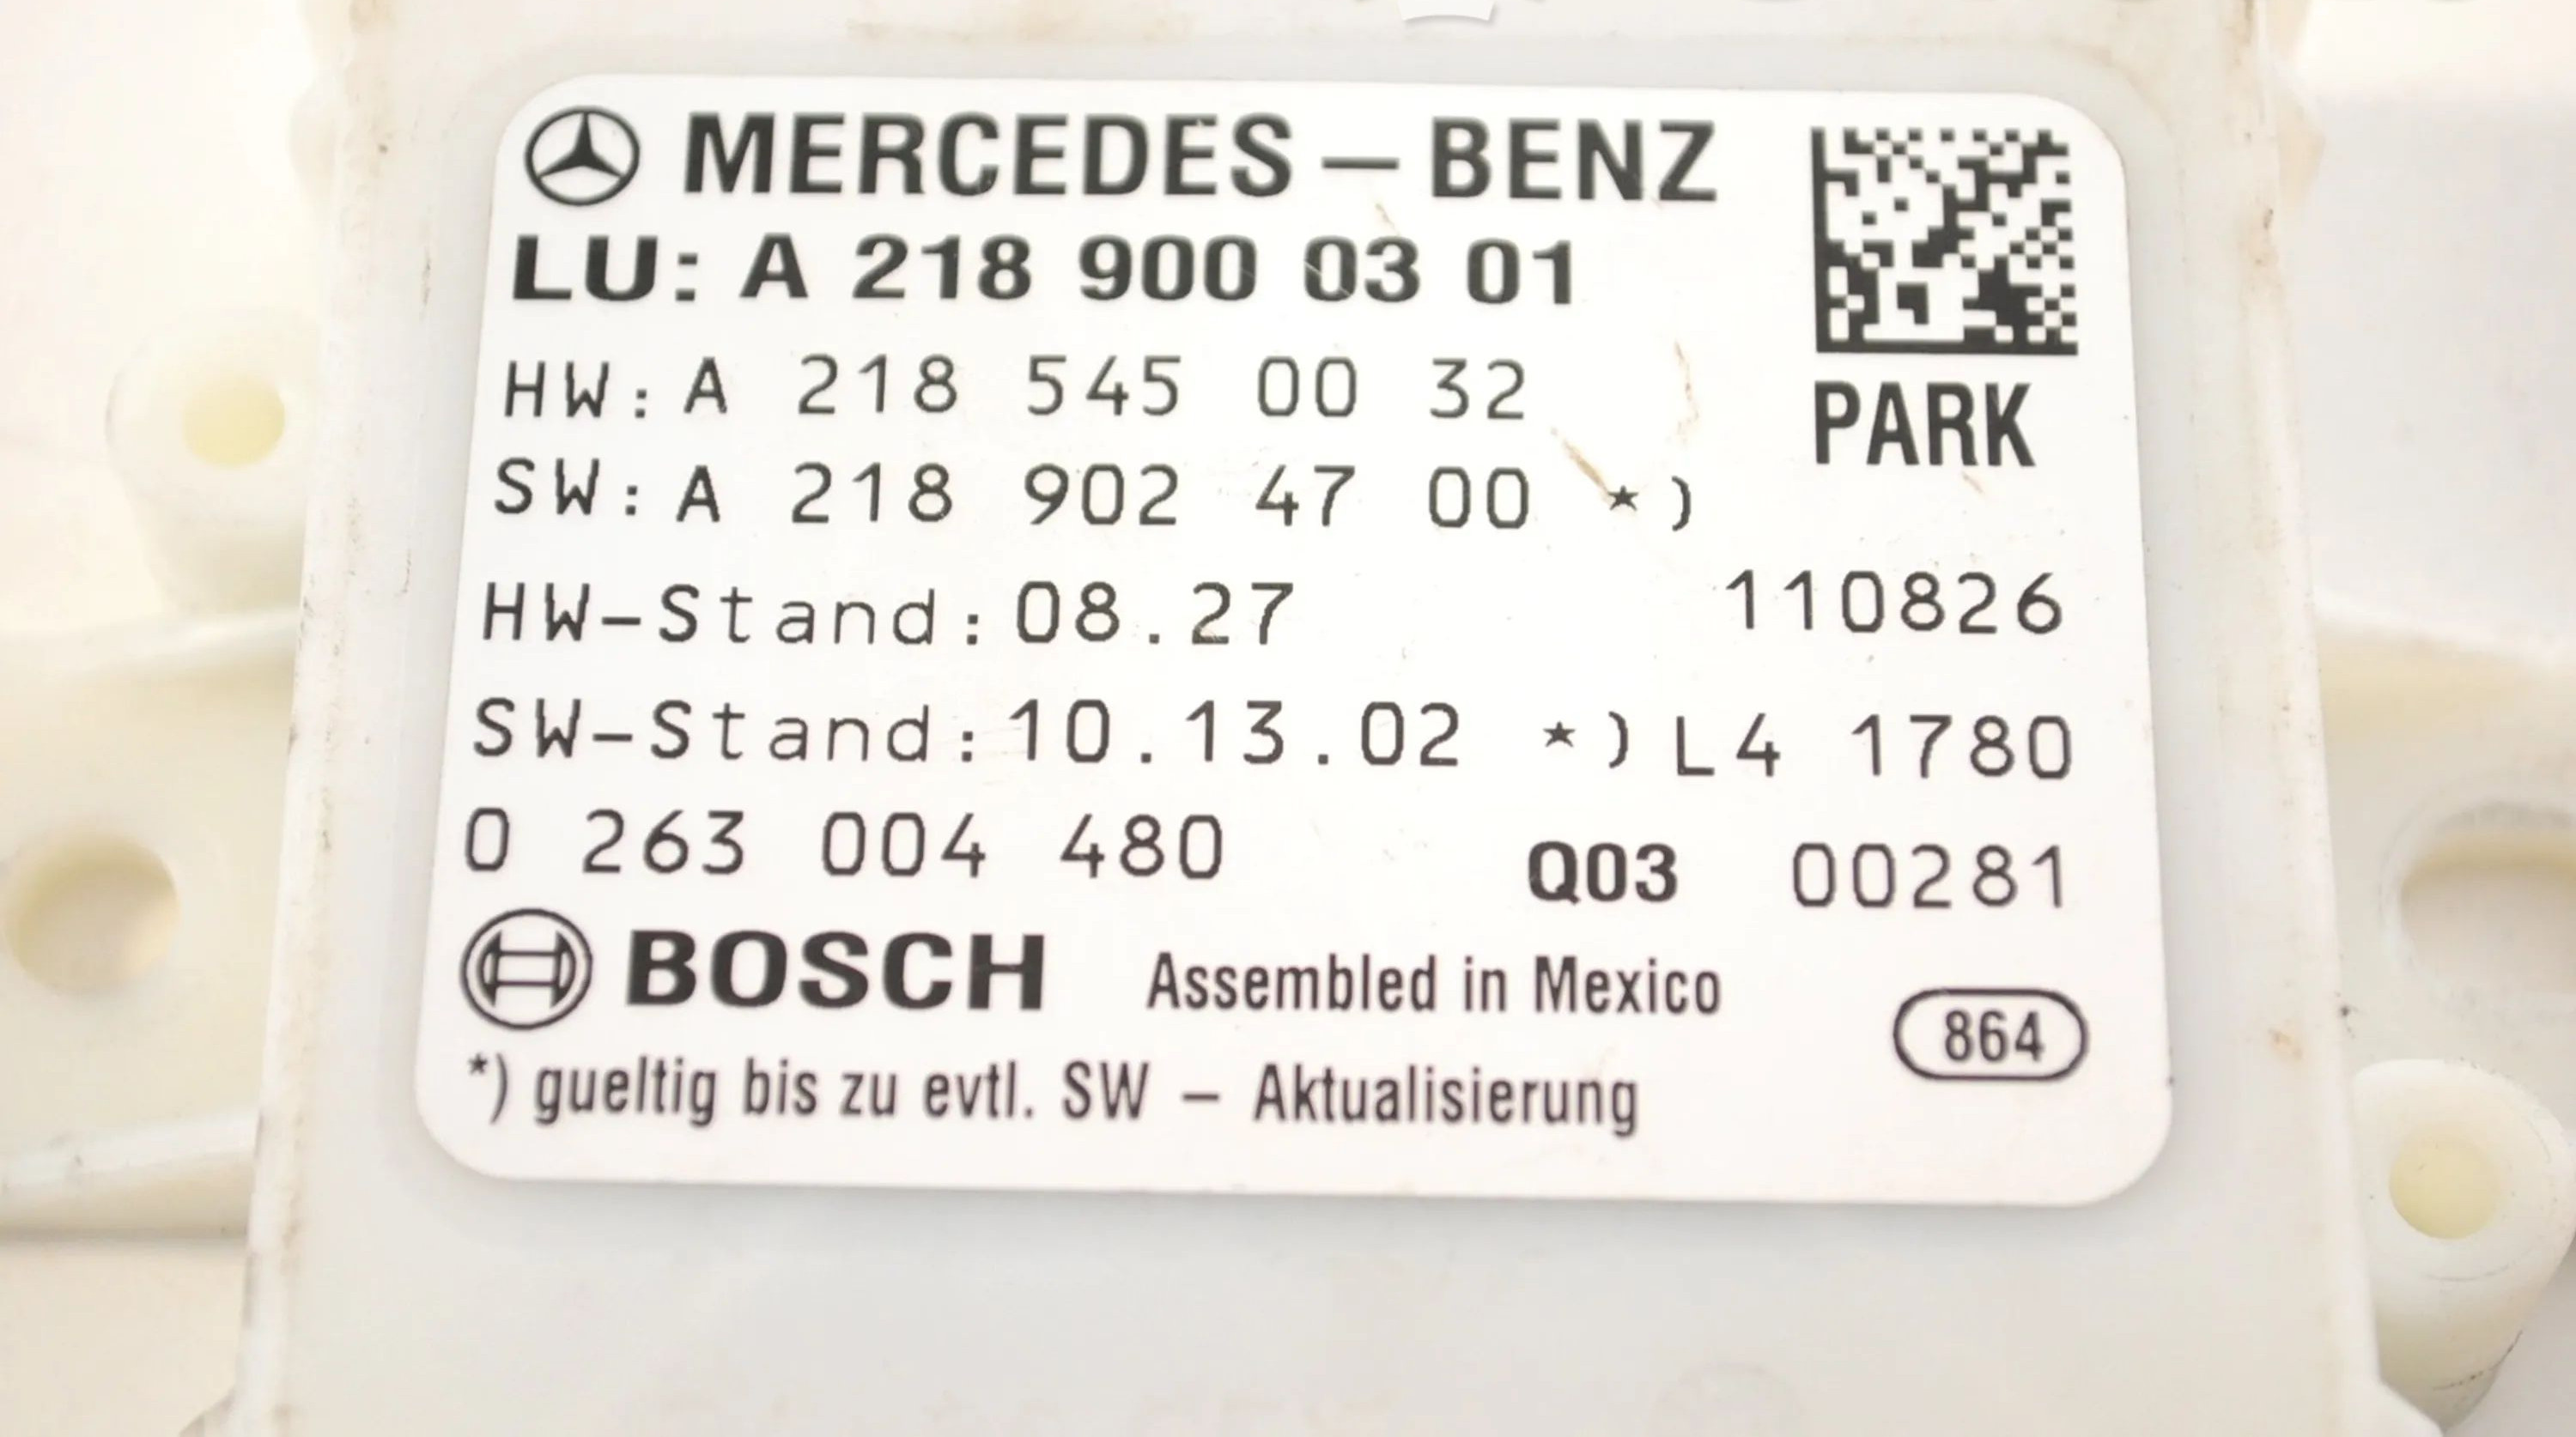 MERCEDES – BENZ
LU: A 218 900 03 01
HW: A 218 545 00 32
PARK
SW: A 218 902 47 00 *)
HW-Stand: 08.27 110826
SW-Stand: 10.13.02 *) L4 1780
0 263 004 480 Q03 00281
BOSCH Assembled in Mexico
864
*) gueltig bis zu evtl. SW – Aktualisierung